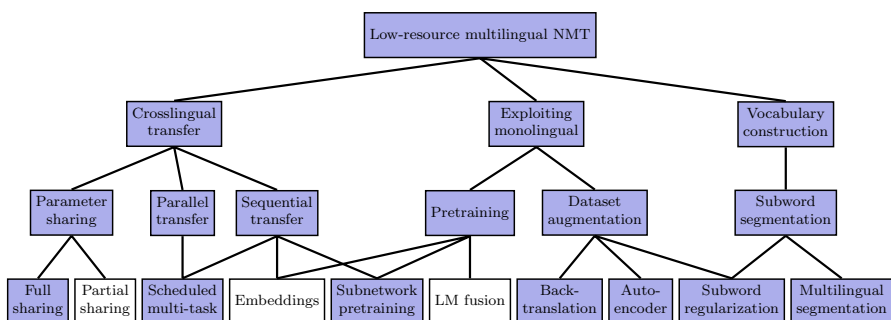 Low-resource multilingual NMT
Crosslingual
transfer
Exploiting
monolingual
Vocabulary
construction
Parameter
sharing
Parallel
transfer
Sequential
transfer
Pretraining
Dataset
augmentation
Subword
segmentation
Full
sharing
Partial
sharing
Scheduled
multi-task
Embeddings
Subnetwork
pretraining
LM fusion
Back-
translation
Auto-
encoder
Subword
regularization
Multilingual
segmentation